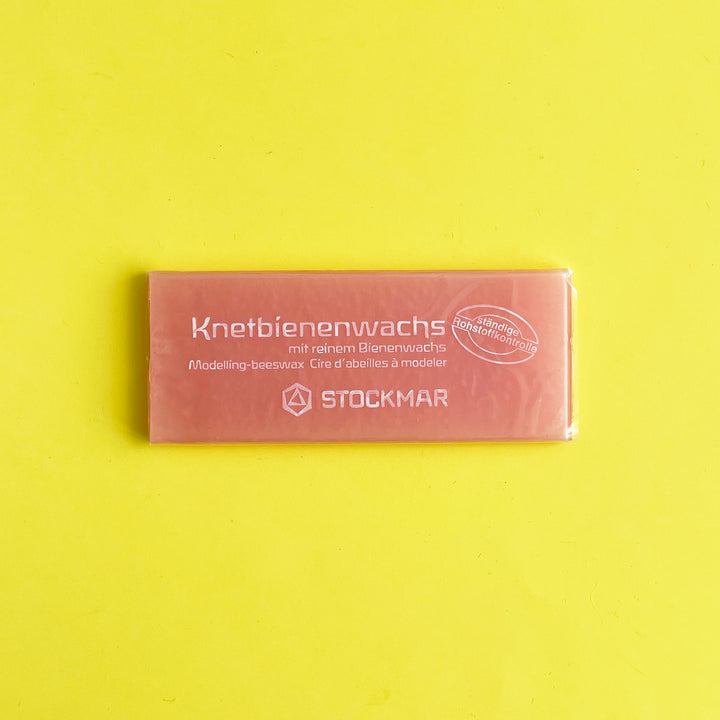 Knetbienenwachs
mit reinem Bienenwachs
Modelling-beeswax Cire d'abeilles à modeler
STOCKMAR
ständige
Rohstoffkontrolle